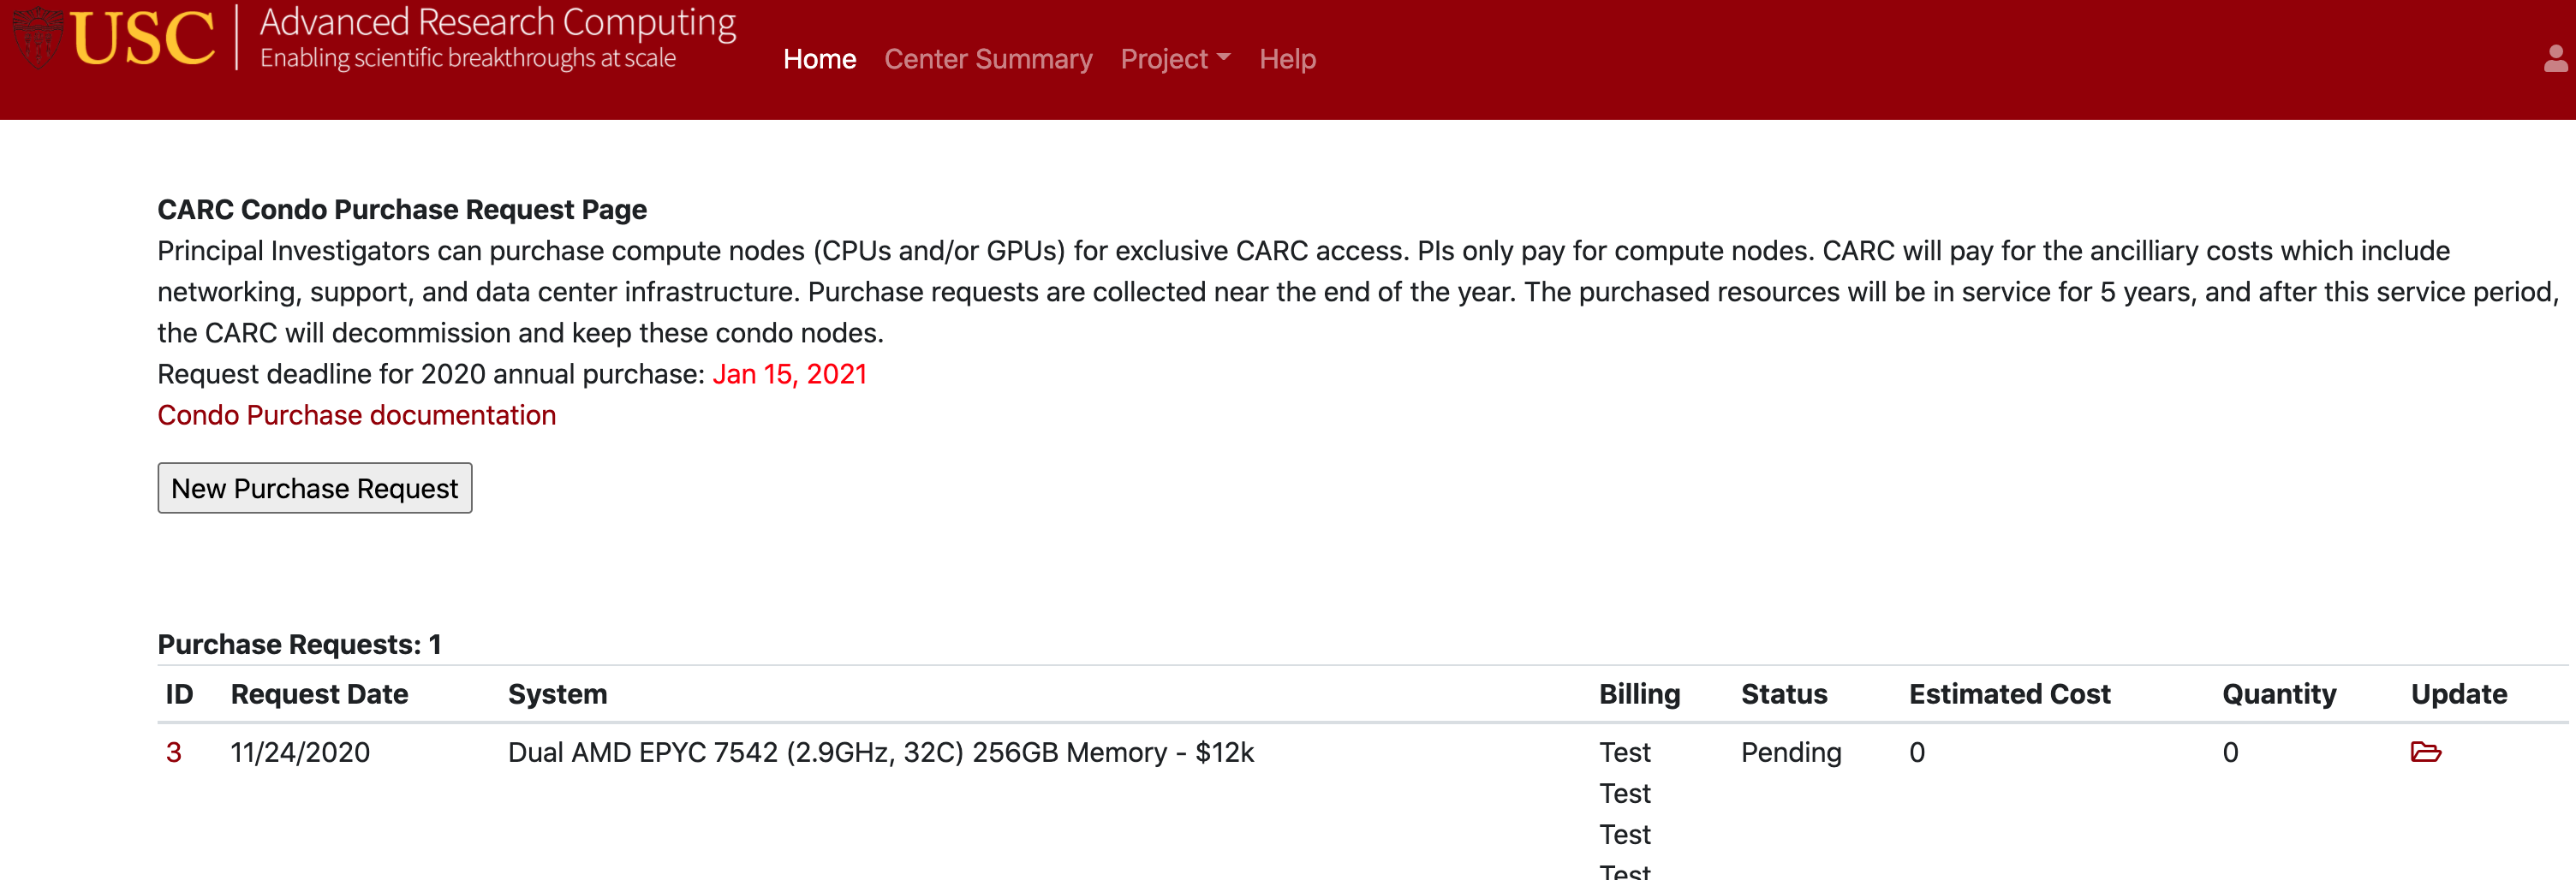 USC
Advanced Research Computing
Enabling scientific breakthroughs at scale
Home Center Summary Project Help
CARC Condo Purchase Request Page
Principal Investigators can purchase compute nodes (CPUs and/or GPUs) for exclusive CARC access. PIs only pay for compute nodes. CARC will pay for the ancilliary costs which include
networking, support, and data center infrastructure. Purchase requests are collected near the end of the year. The purchased resources will be in service for 5 years, and after this service period,
the CARC will decommission and keep these condo nodes.
Request deadline for 2020 annual purchase: Jan 15, 2021
Condo Purchase documentation
New Purchase Request
Purchase Requests: 1
ID Request Date System Billing Status Estimated Cost Quantity Update
3 11/24/2020 Dual AMD EPYC 7542 (2.9GHz, 32C) 256GB Memory - $12k Test Pending 0 0
Test
Test
Test